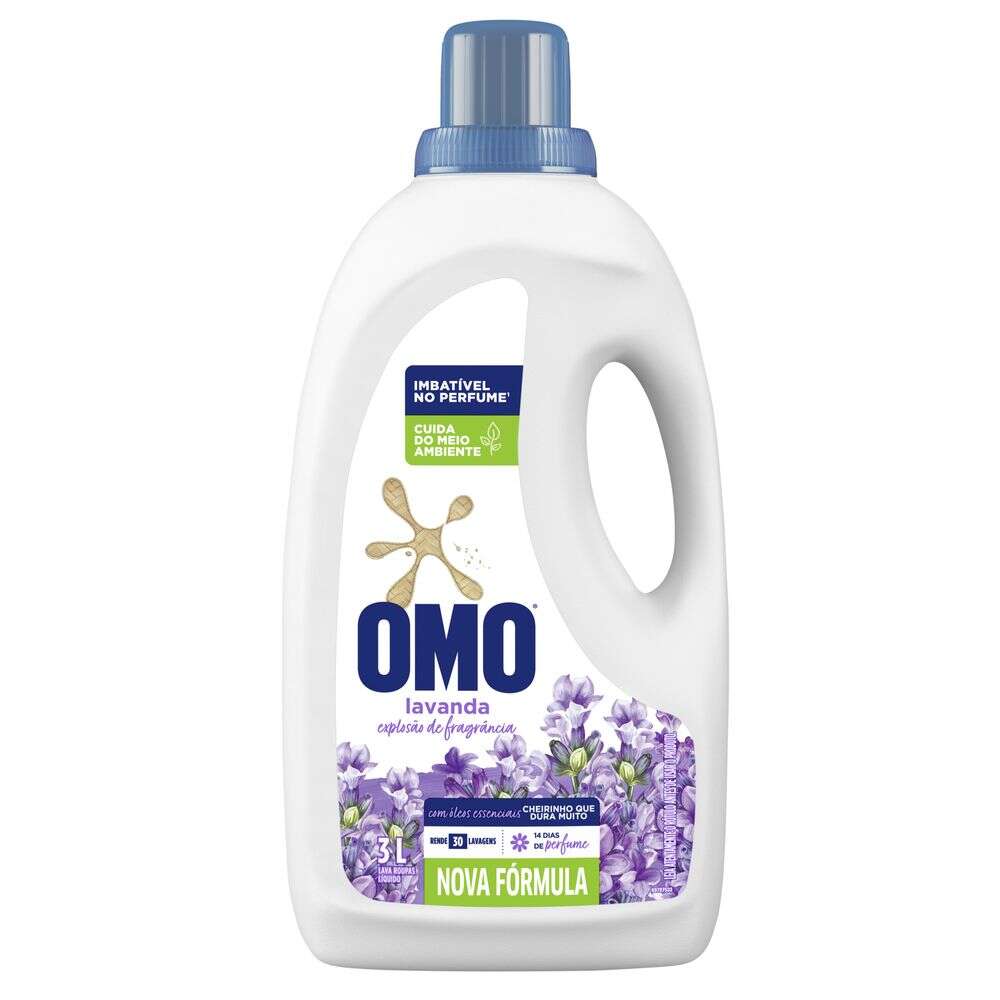 IMBATÍVEL
NO PERFUME¹
CUIDA
DO MEIO
AMBIENTE
OMO®
lavanda
explosão de fragrância
com óleos essenciais
CHEIRINHO QUE
DURA MUITO
RENDE 30 LAVAGENS
14 DIAS
DE perfume
3L
LAVA ROUPAS
LÍQUIDO
NOVA FÓRMULA